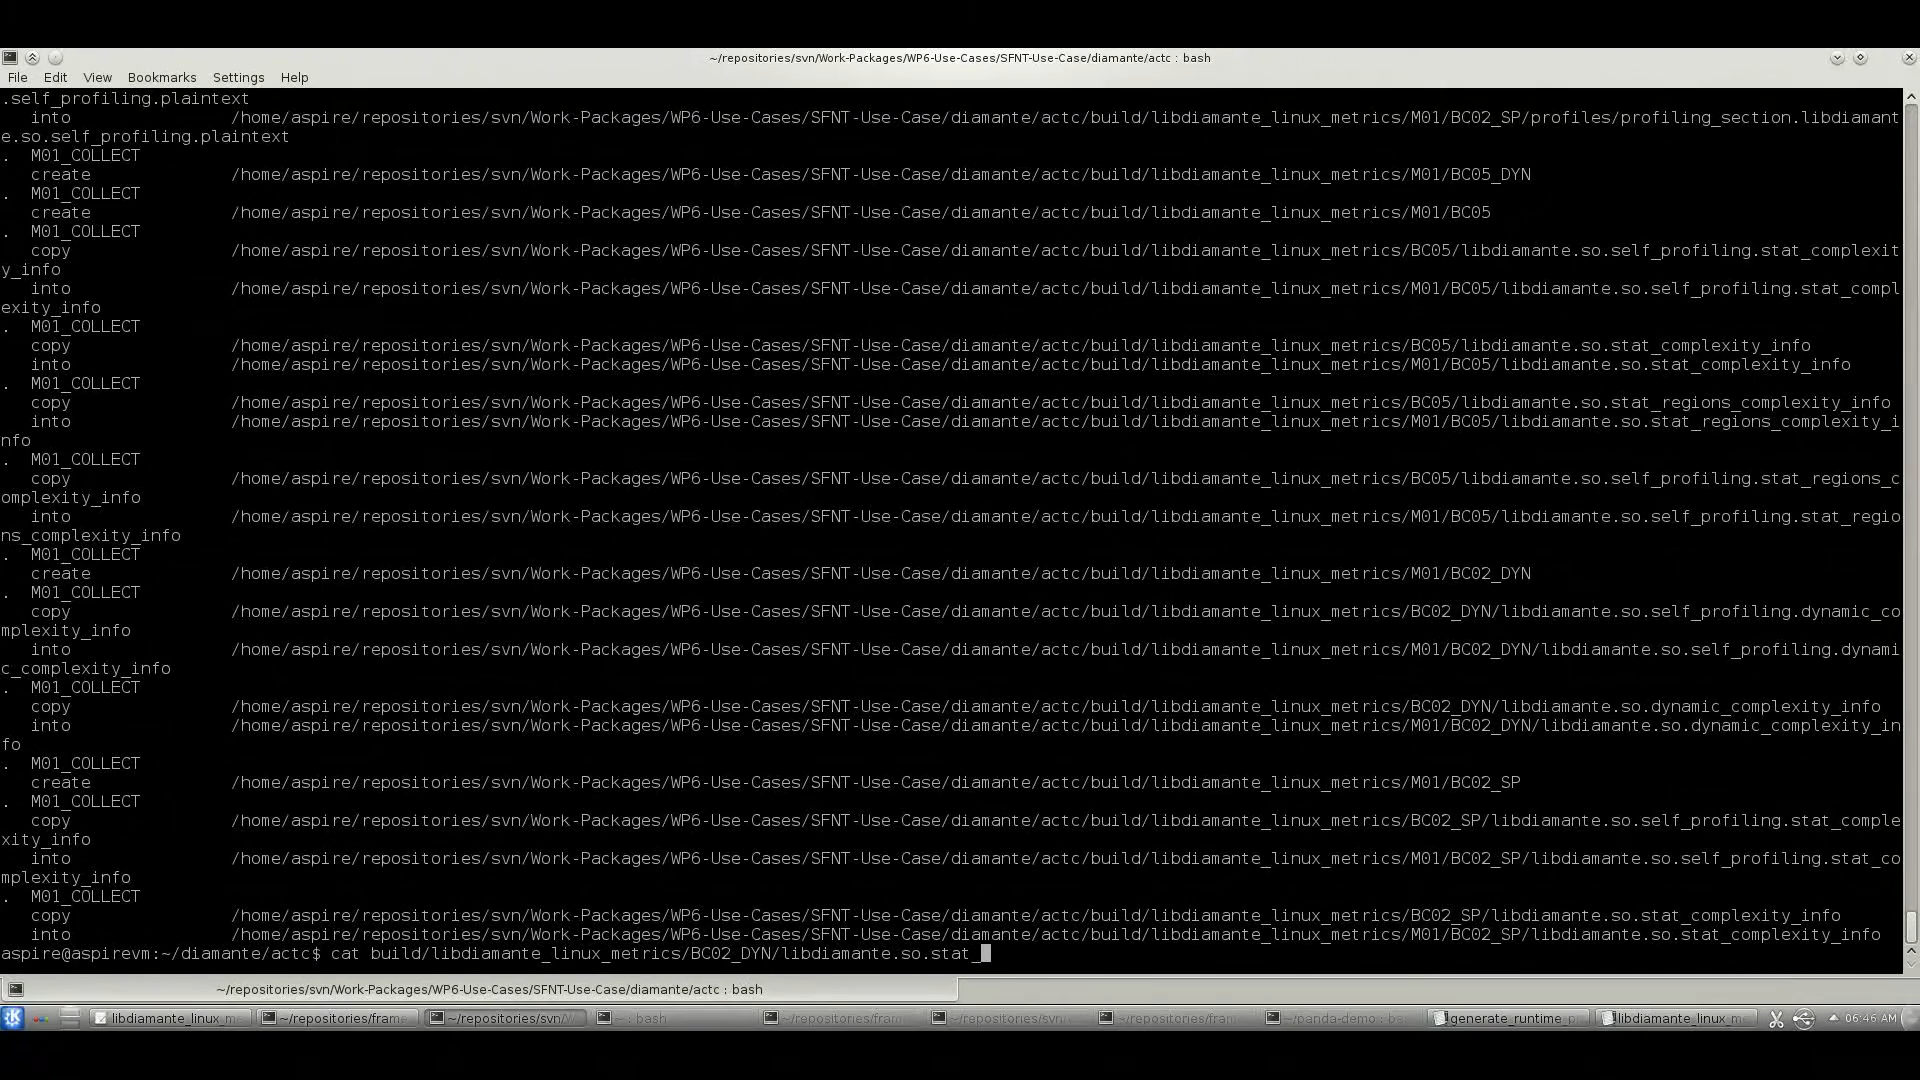 ~/repositories/svn/Work-Packages/WP6-Use-Cases/SFNT-Use-Case/diamante/actc : bash
File Edit View Bookmarks Settings Help
.self_profiling.plaintext
into /home/aspire/repositories/svn/Work-Packages/WP6-Use-Cases/SFNT-Use-Case/diamante/actc/build/libdiamante_linux_metrics/M01/BC02_SP/profiles/profiling_section.libdiamant
e.so.self_profiling.plaintext
. M01_COLLECT
create /home/aspire/repositories/svn/Work-Packages/WP6-Use-Cases/SFNT-Use-Case/diamante/actc/build/libdiamante_linux_metrics/M01/BC05_DYN
. M01_COLLECT
create /home/aspire/repositories/svn/Work-Packages/WP6-Use-Cases/SFNT-Use-Case/diamante/actc/build/libdiamante_linux_metrics/M01/BC05
. M01_COLLECT
copy /home/aspire/repositories/svn/Work-Packages/WP6-Use-Cases/SFNT-Use-Case/diamante/actc/build/libdiamante_linux_metrics/BC05/libdiamante.so.self_profiling.stat_complexit
y_info
into /home/aspire/repositories/svn/Work-Packages/WP6-Use-Cases/SFNT-Use-Case/diamante/actc/build/libdiamante_linux_metrics/M01/BC05/libdiamante.so.self_profiling.stat_compl
exity_info
. M01_COLLECT
copy /home/aspire/repositories/svn/Work-Packages/WP6-Use-Cases/SFNT-Use-Case/diamante/actc/build/libdiamante_linux_metrics/BC05/libdiamante.so.stat_complexity_info
into /home/aspire/repositories/svn/Work-Packages/WP6-Use-Cases/SFNT-Use-Case/diamante/actc/build/libdiamante_linux_metrics/M01/BC05/libdiamante.so.stat_complexity_info
. M01_COLLECT
copy /home/aspire/repositories/svn/Work-Packages/WP6-Use-Cases/SFNT-Use-Case/diamante/actc/build/libdiamante_linux_metrics/BC05/libdiamante.so.stat_regions_complexity_info
into /home/aspire/repositories/svn/Work-Packages/WP6-Use-Cases/SFNT-Use-Case/diamante/actc/build/libdiamante_linux_metrics/M01/BC05/libdiamante.so.stat_regions_complexity_i
nfo
. M01_COLLECT
copy /home/aspire/repositories/svn/Work-Packages/WP6-Use-Cases/SFNT-Use-Case/diamante/actc/build/libdiamante_linux_metrics/BC05/libdiamante.so.self_profiling.stat_regions_c
omplexity_info
into /home/aspire/repositories/svn/Work-Packages/WP6-Use-Cases/SFNT-Use-Case/diamante/actc/build/libdiamante_linux_metrics/M01/BC05/libdiamante.so.self_profiling.stat_regio
ns_complexity_info
. M01_COLLECT
create /home/aspire/repositories/svn/Work-Packages/WP6-Use-Cases/SFNT-Use-Case/diamante/actc/build/libdiamante_linux_metrics/M01/BC02_DYN
. M01_COLLECT
copy /home/aspire/repositories/svn/Work-Packages/WP6-Use-Cases/SFNT-Use-Case/diamante/actc/build/libdiamante_linux_metrics/BC02_DYN/libdiamante.so.self_profiling.dynamic_co
mplexity_info
into /home/aspire/repositories/svn/Work-Packages/WP6-Use-Cases/SFNT-Use-Case/diamante/actc/build/libdiamante_linux_metrics/M01/BC02_DYN/libdiamante.so.self_profiling.dynami
c_complexity_info
. M01_COLLECT
copy /home/aspire/repositories/svn/Work-Packages/WP6-Use-Cases/SFNT-Use-Case/diamante/actc/build/libdiamante_linux_metrics/BC02_DYN/libdiamante.so.dynamic_complexity_info
into /home/aspire/repositories/svn/Work-Packages/WP6-Use-Cases/SFNT-Use-Case/diamante/actc/build/libdiamante_linux_metrics/M01/BC02_DYN/libdiamante.so.dynamic_complexity_in
fo
. M01_COLLECT
create /home/aspire/repositories/svn/Work-Packages/WP6-Use-Cases/SFNT-Use-Case/diamante/actc/build/libdiamante_linux_metrics/M01/BC02_SP
. M01_COLLECT
copy /home/aspire/repositories/svn/Work-Packages/WP6-Use-Cases/SFNT-Use-Case/diamante/actc/build/libdiamante_linux_metrics/BC02_SP/libdiamante.so.self_profiling.stat_comple
xity_info
into /home/aspire/repositories/svn/Work-Packages/WP6-Use-Cases/SFNT-Use-Case/diamante/actc/build/libdiamante_linux_metrics/M01/BC02_SP/libdiamante.so.self_profiling.stat_co
mplexity_info
. M01_COLLECT
copy /home/aspire/repositories/svn/Work-Packages/WP6-Use-Cases/SFNT-Use-Case/diamante/actc/build/libdiamante_linux_metrics/BC02_SP/libdiamante.so.stat_complexity_info
into /home/aspire/repositories/svn/Work-Packages/WP6-Use-Cases/SFNT-Use-Case/diamante/actc/build/libdiamante_linux_metrics/M01/BC02_SP/libdiamante.so.stat_complexity_info
aspire@aspirevm:~/diamante/actc$ cat build/libdiamante_linux_metrics/BC02_DYN/libdiamante.so.stat_
~/repositories/svn/Work-Packages/WP6-Use-Cases/SFNT-Use-Case/diamante/actc : bash
libdiamante_linux_m ~/repositories/frame ~/repositories/svn/W ~ : bash ~/repositories/fram ~/repositories/svn/ ~/repositories/fram ~/panda-demo : bas generate_runtime_p libdiamante_linux_me 06:46 AM